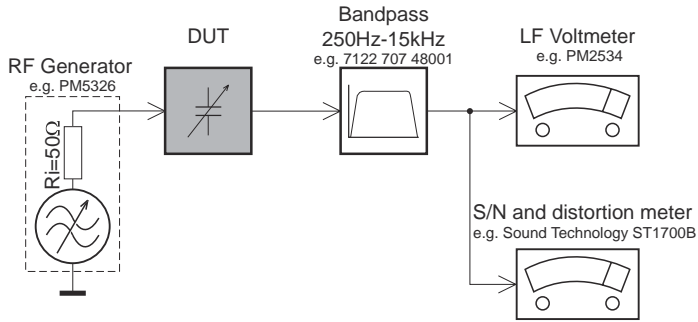 RF Generator
e.g. PM5326
Ri=50Ω
DUT
Bandpass
250Hz-15kHz
e.g. 7122 707 48001
LF Voltmeter
e.g. PM2534
S/N and distortion meter
e.g. Sound Technology ST1700B